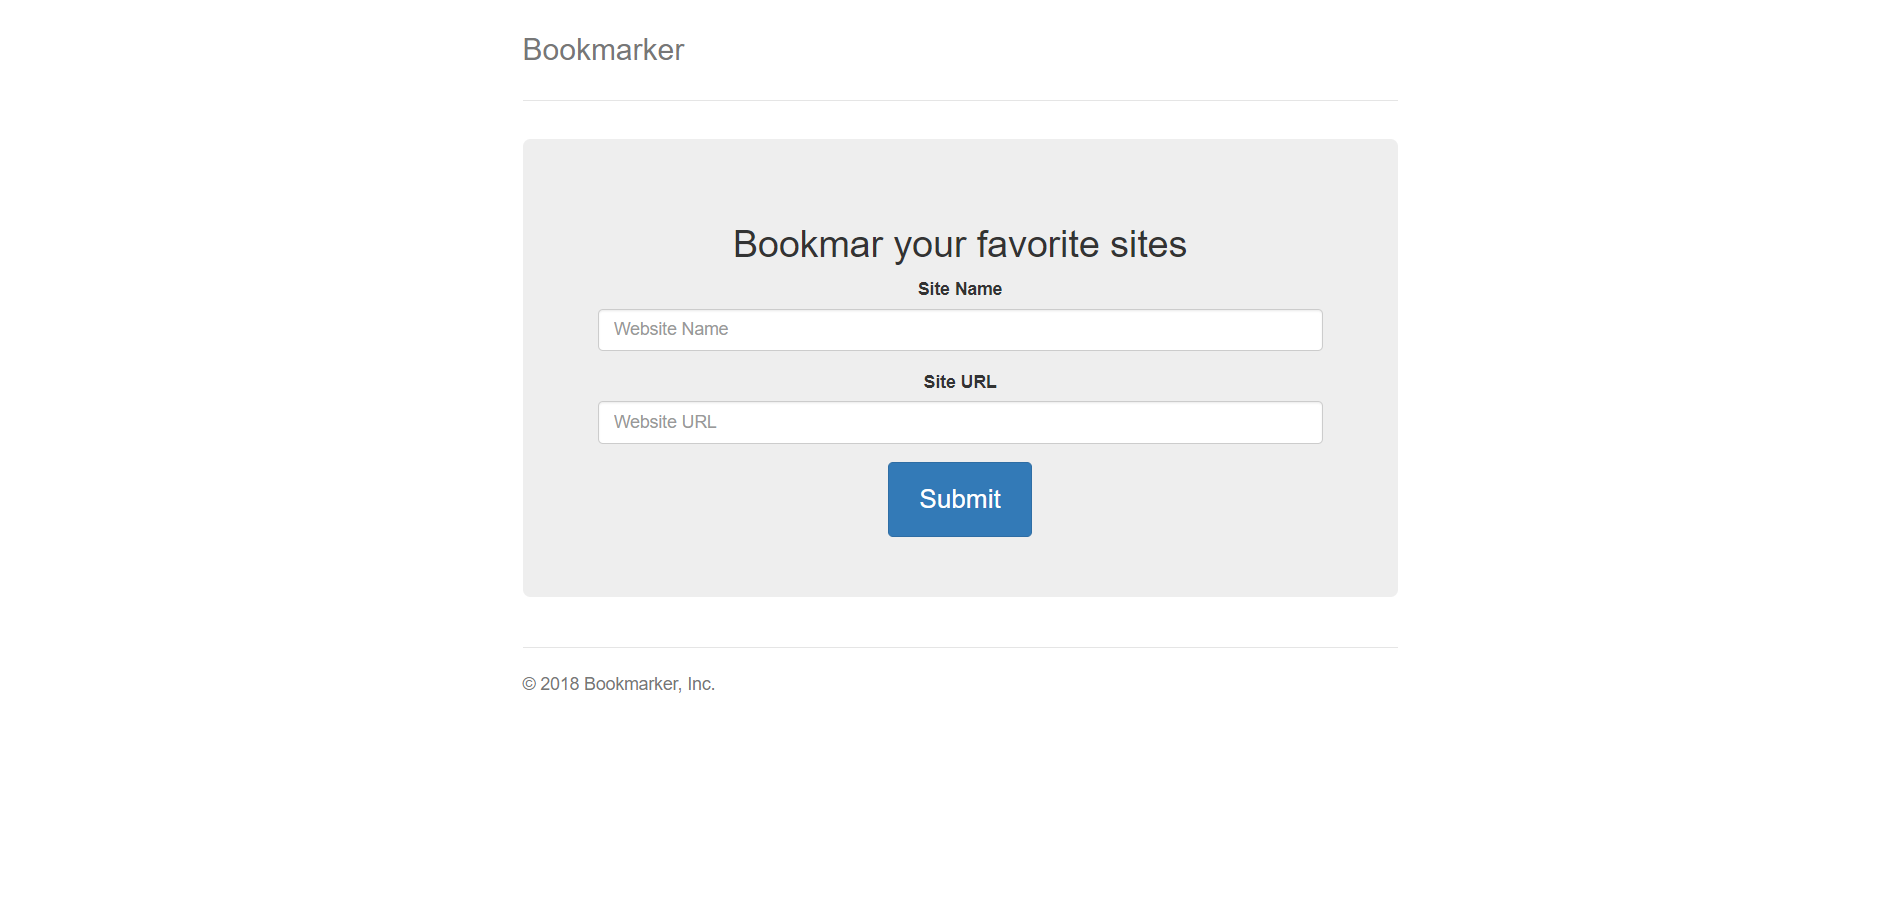 Bookmarker
Bookmar your favorite sites
Site Name
Website Name
Site URL
Website URL
Submit
© 2018 Bookmarker, Inc.